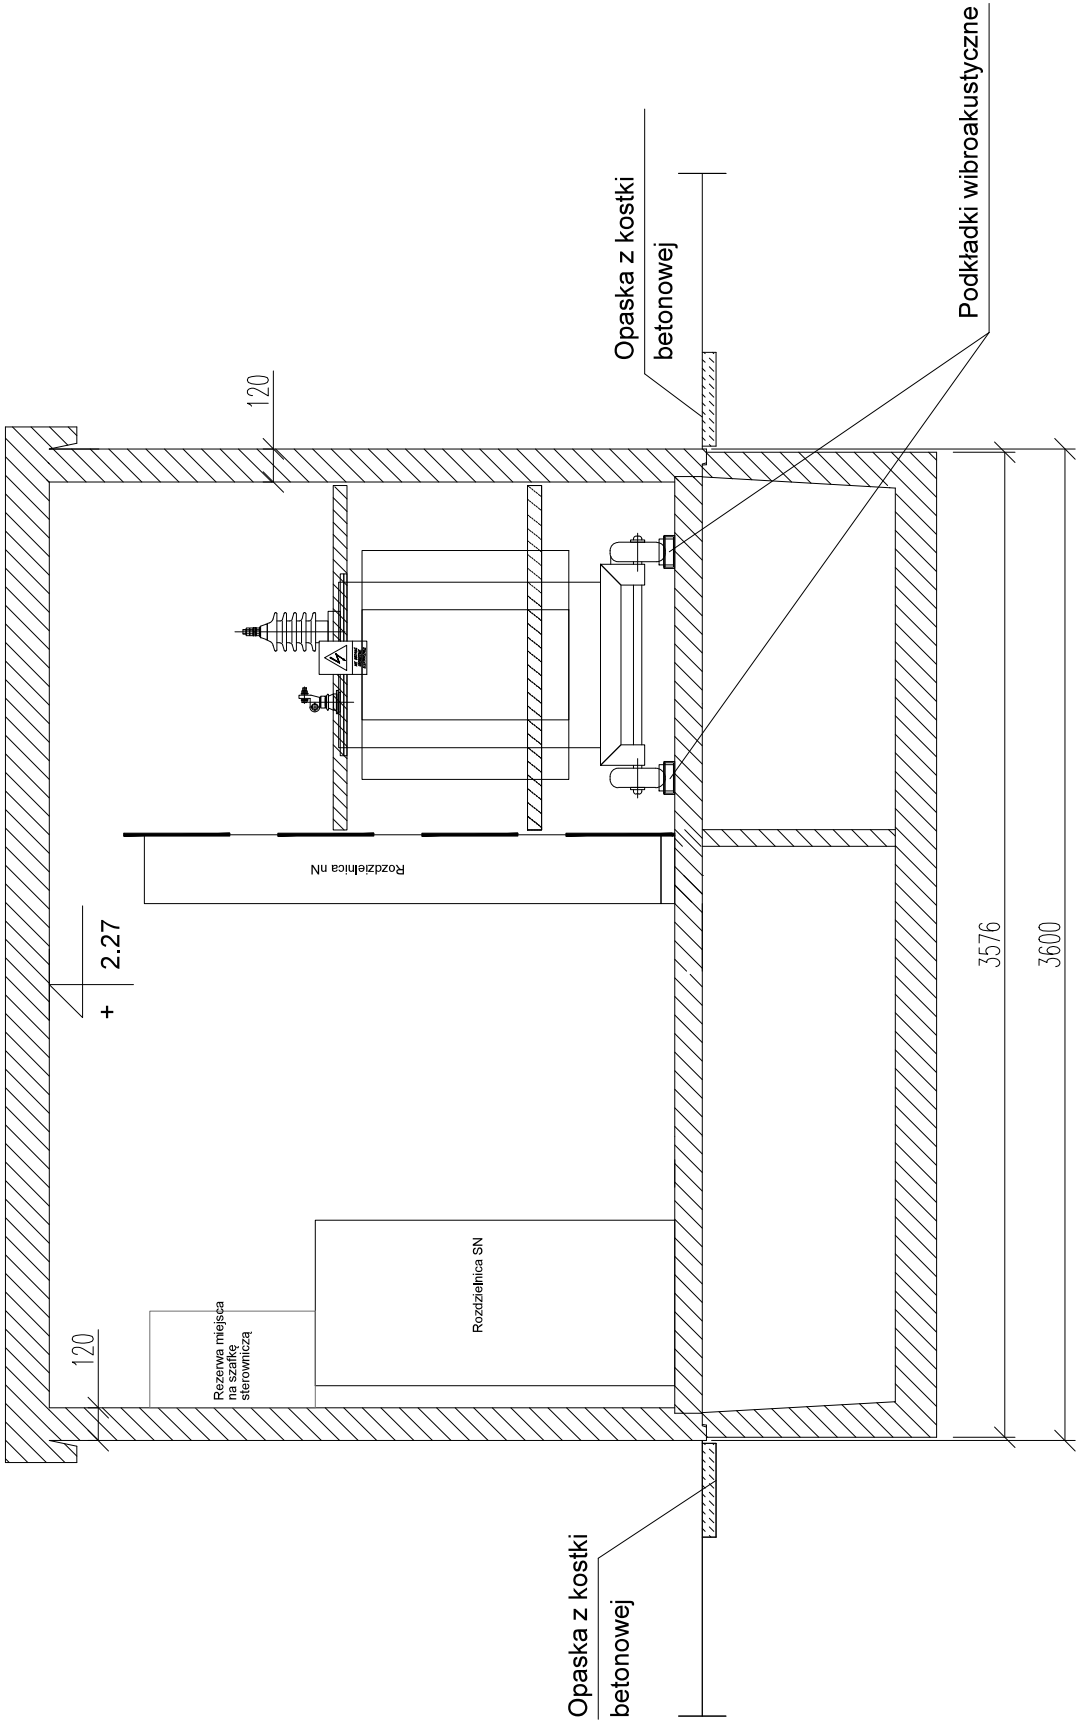 Opaska z kostki
betonowej
Podkładki wibroakustyczne
120
Rozdzielnica nN
+ 2.27
3576
3600
Rozdzielnica SN
Rezerwa miejsca
na szafkę
sterowniczą
120
Opaska z kostki
betonowej